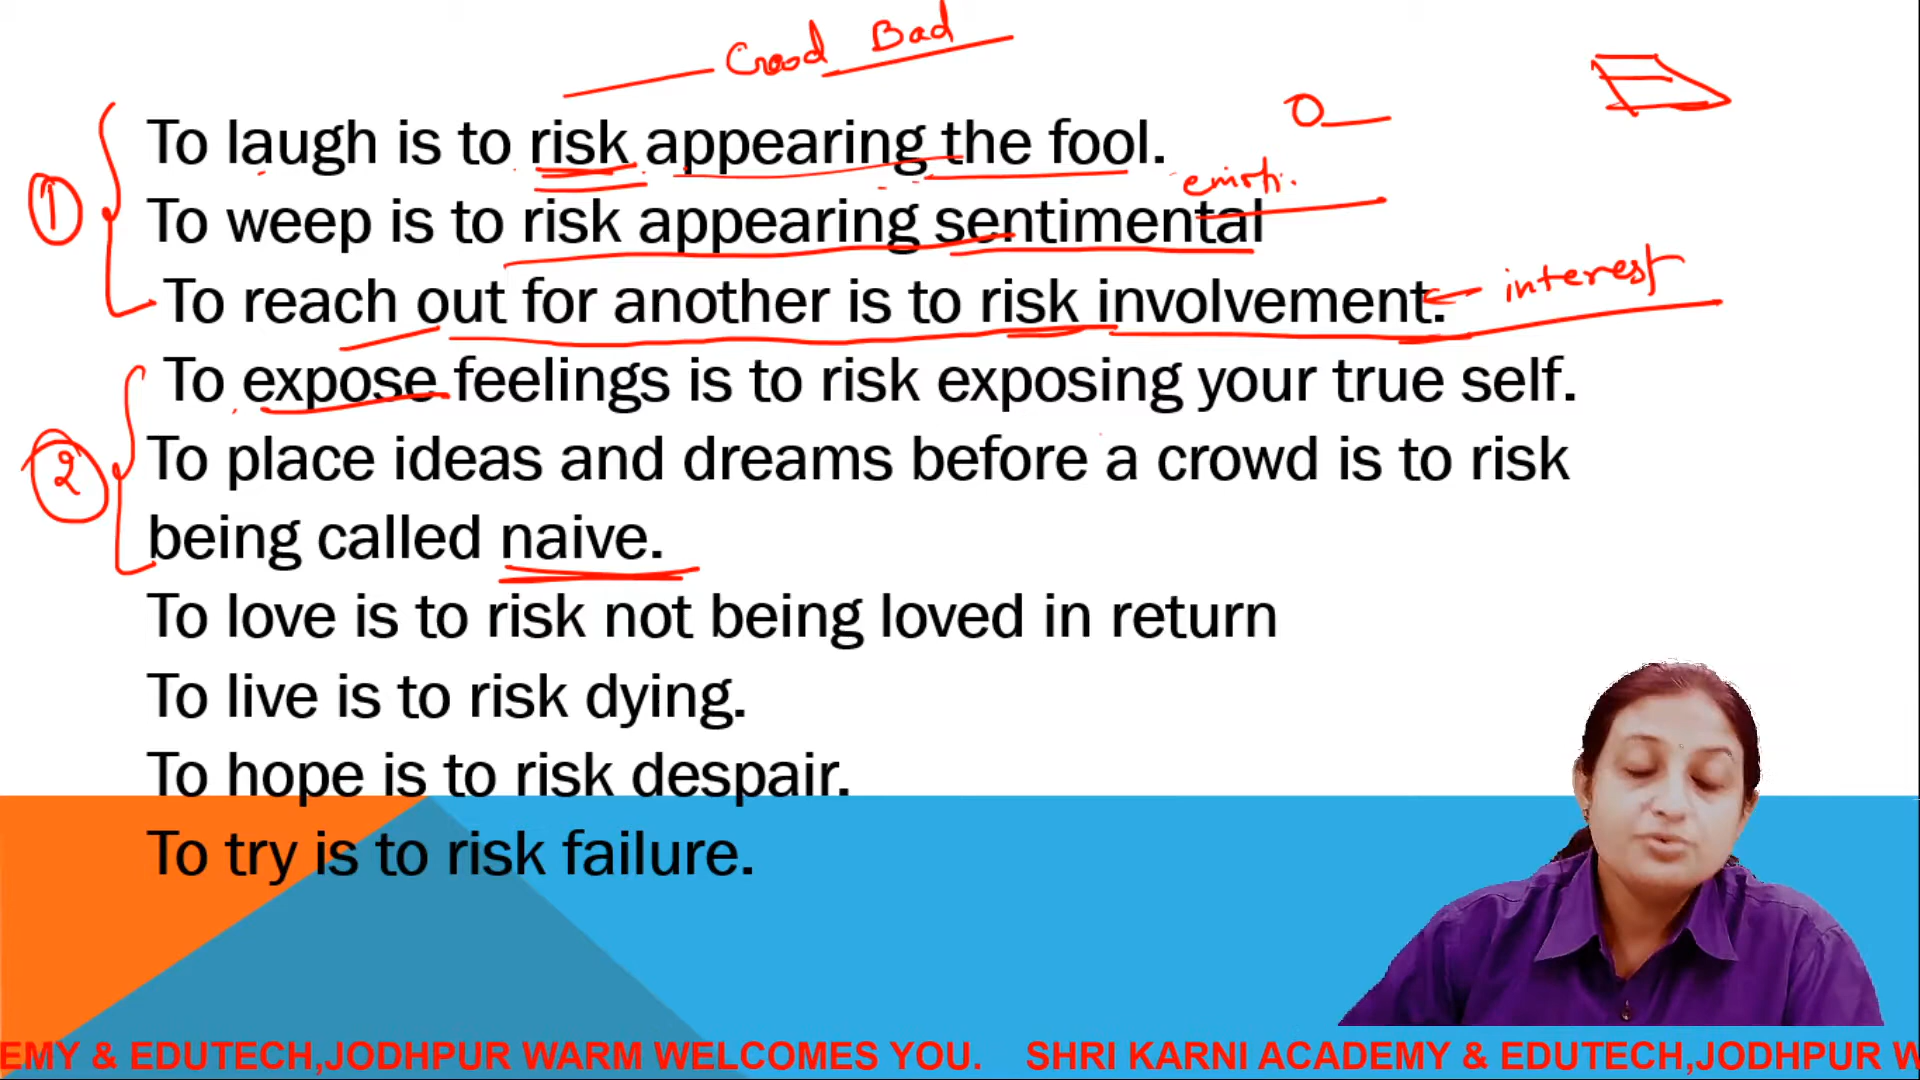 Good Bad
To laugh is to risk appearing the fool.
emoti.
To weep is to risk appearing sentimental
1
To reach out for another is to risk involvement.
interest
To expose feelings is to risk exposing your true self.
2
To place ideas and dreams before a crowd is to risk
being called naive.
To love is to risk not being loved in return
To live is to risk dying.
To hope is to risk despair.
To try is to risk failure.
EMY & EDUTECH,JODHPUR WARM WELCOMES YOU. SHRI KARNI ACADEMY & EDUTECH,JODHPUR W